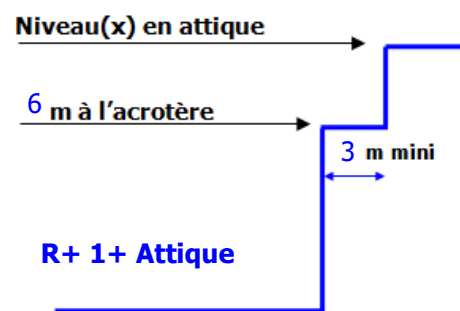 Niveau(x) en attique
6 m à l'acrotère
3 m mini
R+ 1+ Attique